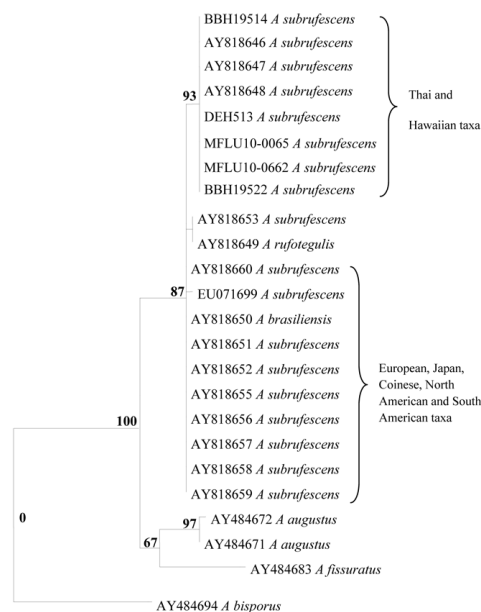 BBH19514 A subrufescens
AY818646 A subrufescens
AY818647 A subrufescens
AY818648 A subrufescens
93
DEH513 A subrufescens
MFLU10-0065 A subrufescens
MFLU10-0662 A subrufescens
BBH19522 A subrufescens
Thai and
Hawaiian taxa
AY818653 A subrufescens
AY818649 A rufotegulis
AY818660 A subrufescens
87
EU071699 A subrufescens
AY818650 A brasiliensis
AY818651 A subrufescens
AY818652 A subrufescens
AY818655 A subrufescens
AY818656 A subrufescens
AY818657 A subrufescens
AY818658 A subrufescens
AY818659 A subrufescens
European, Japan,
Coinese, North
American and South
American taxa
100
0
97
AY484672 A augustus
67
AY484671 A augustus
AY484683 A fissuratus
AY484694 A bisporus